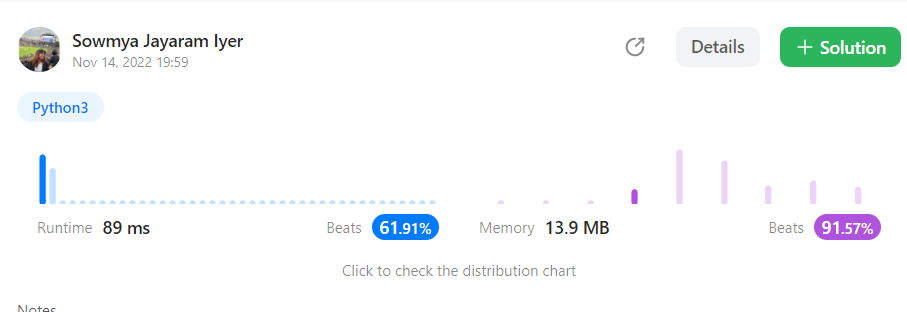 Sowmya Jayaram Iyer
Nov 14, 2022 19:59
Details
+ Solution
Python3
Runtime 89 ms
Beats 61.91%
Memory 13.9 MB
Beats 91.57%
Click to check the distribution chart
Notes